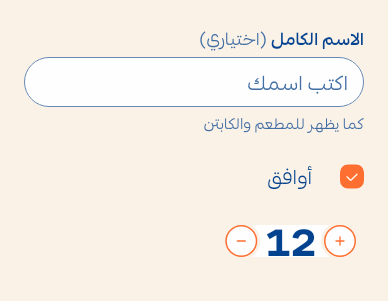 الاسم الكامل (اختياري)
اكتب اسمك
كما يظهر للمطعم والكابتن
أوافق
+ 12 −